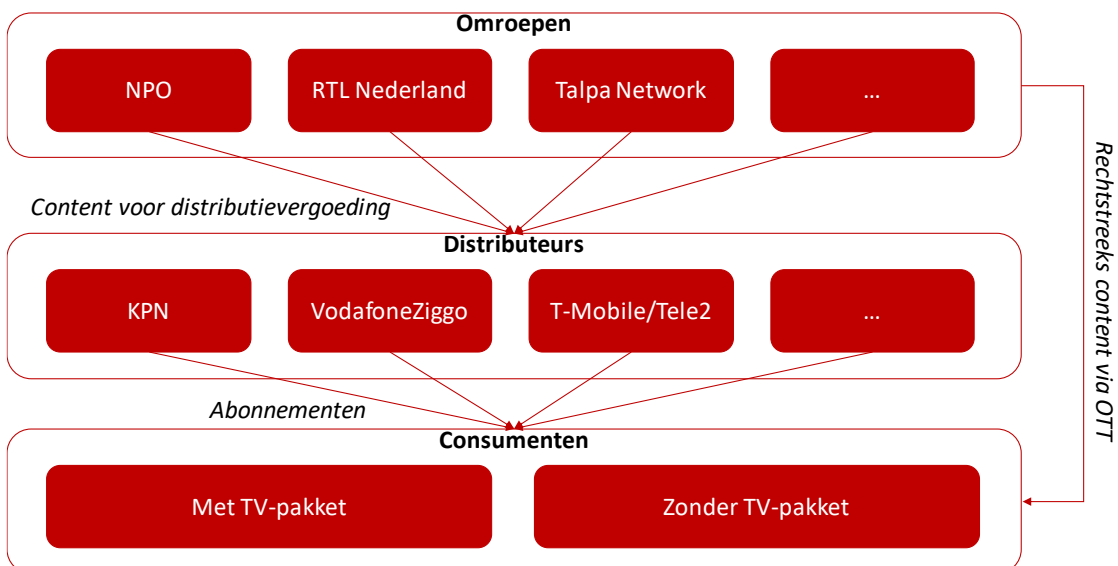 Omroepen
NPO
RTL Nederland
Talpa Network
...
Content voor distributievergoeding
Rechtstreeks content via OTT
Distributeurs
KPN
VodafoneZiggo
T-Mobile/Tele2
...
Abonnementen
Consumenten
Met TV-pakket
Zonder TV-pakket